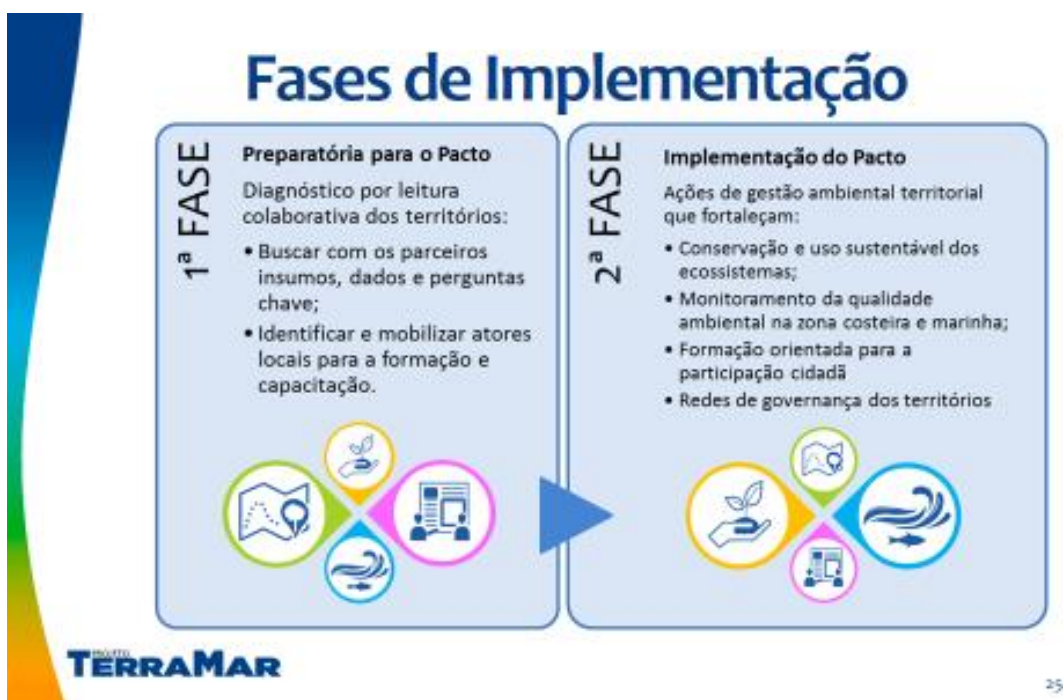 Fases de Implementação
1ª FASE
Preparatória para o Pacto
Diagnóstico por leitura
colaborativa dos territórios:
• Buscar com os parceiros
insumos, dados e perguntas
chave;
• Identificar e mobilizar atores
locais para a formação e
capacitação.
2ª FASE
Implementação do Pacto
Ações de gestão ambiental territorial
que fortaleçam:
• Conservação e uso sustentável dos
ecossistemas;
• Monitoramento da qualidade
ambiental na zona costeira e marinha;
• Formação orientada para a
participação cidadã
• Redes de governança dos territórios
PROJETO
TERRAMAR
25